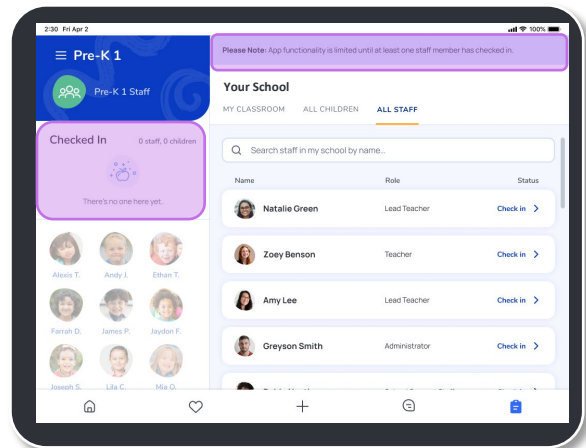 2:30 Fri Apr 2
100%
Pre-K 1
Pre-K 1 Staff
Checked In
0 staff, 0 children
There's no one here yet.
Alexis T. Andy J. Ethan T.
Farrah D. James P. Jaydon F.
Joseph S. Lila C. Mia O.
Please Note: App functionality is limited until at least one staff member has checked in.
Your School
MY CLASSROOM ALL CHILDREN ALL STAFF
Search staff in my school by name...
Name Role Status
Natalie Green Lead Teacher Check in
Zoey Benson Teacher Check in
Amy Lee Lead Teacher Check in
Greyson Smith Administrator Check in